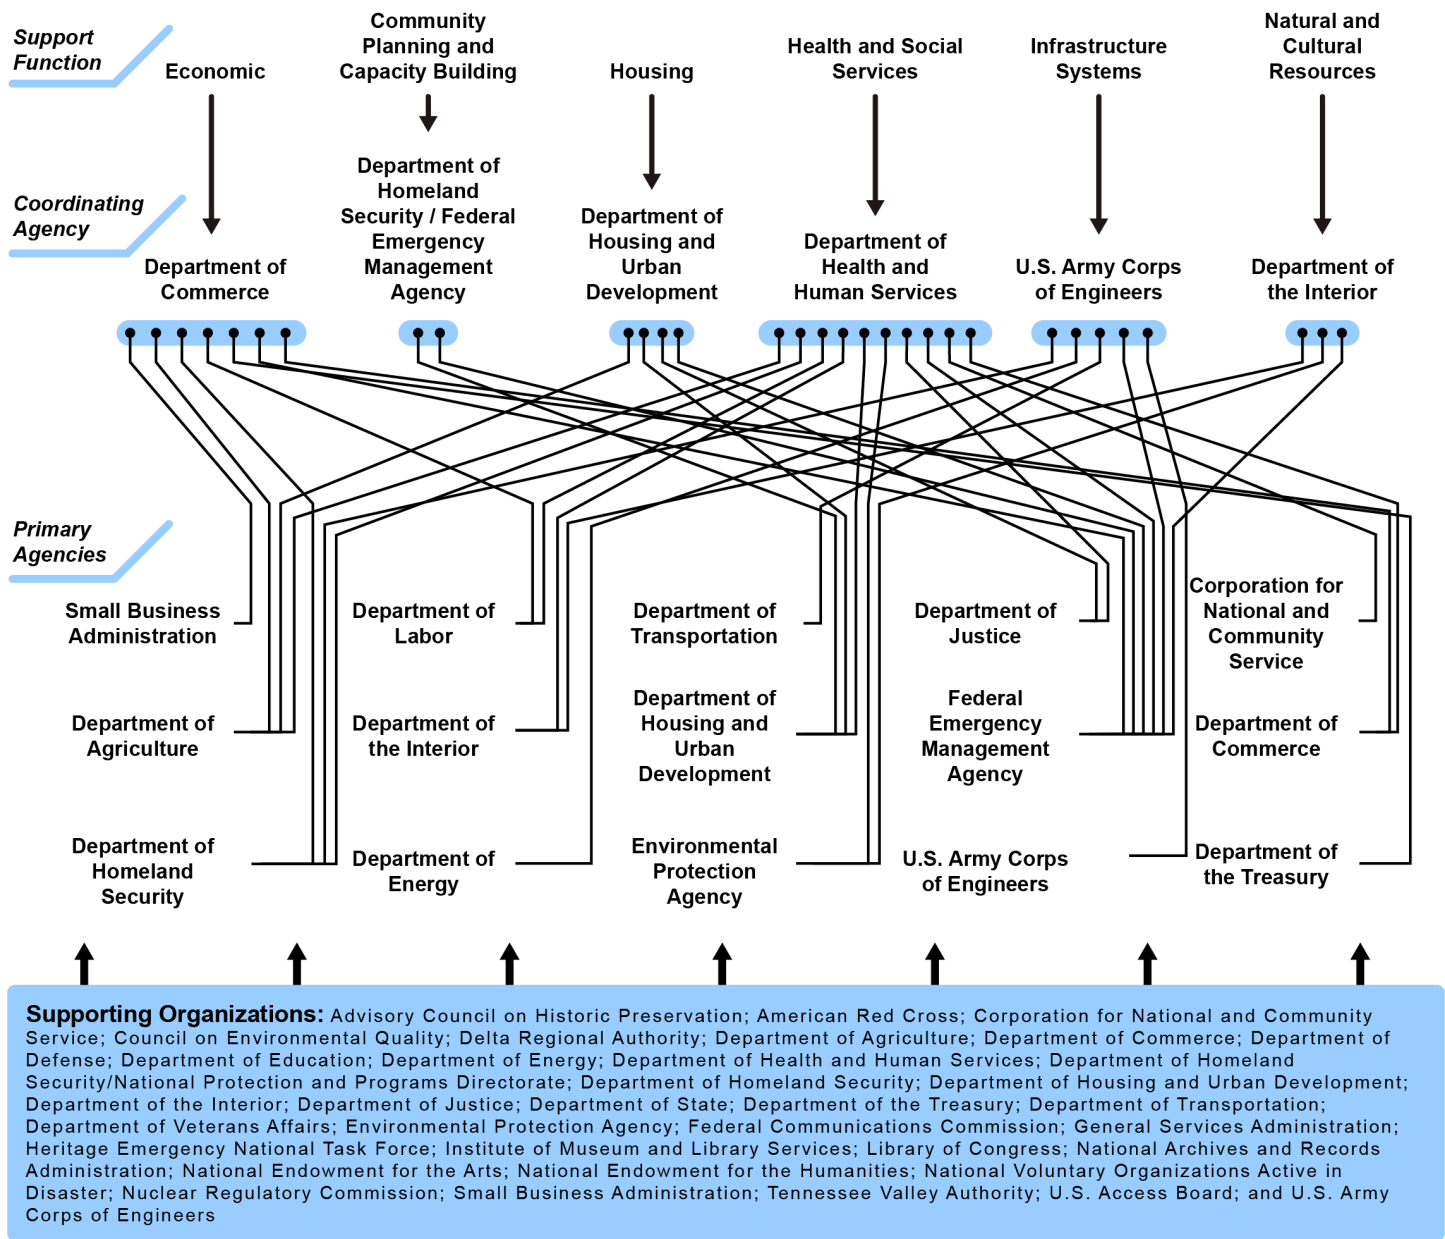 Support
Function
Economic
Community
Planning and
Capacity Building
Housing
Health and Social
Services
Infrastructure
Systems
Natural and
Cultural
Resources
Coordinating
Agency
Department of
Commerce
Department of
Homeland
Security / Federal
Emergency
Management
Agency
Department of
Housing and
Urban
Development
Department of
Health and
Human Services
U.S. Army Corps
of Engineers
Department of
the Interior
Primary
Agencies
Small Business
Administration
Department of
Labor
Department of
Transportation
Department of
Justice
Corporation for
National and
Community
Service
Department of
Agriculture
Department of
the Interior
Department of
Housing and
Urban
Development
Federal
Emergency
Management
Agency
Department of
Commerce
Department of
Homeland
Security
Department of
Energy
Environmental
Protection
Agency
U.S. Army Corps
of Engineers
Department of
the Treasury
Supporting Organizations: Advisory Council on Historic Preservation; American Red Cross; Corporation for National and Community
Service; Council on Environmental Quality; Delta Regional Authority; Department of Agriculture; Department of Commerce; Department of
Defense; Department of Education; Department of Energy; Department of Health and Human Services; Department of Homeland
Security/National Protection and Programs Directorate; Department of Homeland Security; Department of Housing and Urban Development;
Department of the Interior; Department of Justice; Department of State; Department of the Treasury; Department of Transportation;
Department of Veterans Affairs; Environmental Protection Agency; Federal Communications Commission; General Services Administration;
Heritage Emergency National Task Force; Institute of Museum and Library Services; Library of Congress; National Archives and Records
Administration; National Endowment for the Arts; National Endowment for the Humanities; National Voluntary Organizations Active in
Disaster; Nuclear Regulatory Commission; Small Business Administration; Tennessee Valley Authority; U.S. Access Board; and U.S. Army
Corps of Engineers